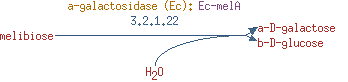 a-galactosidase (Ec): Ec-melA
3.2.1.22
melibiose
a-D-galactose
b-D-glucose
H2O